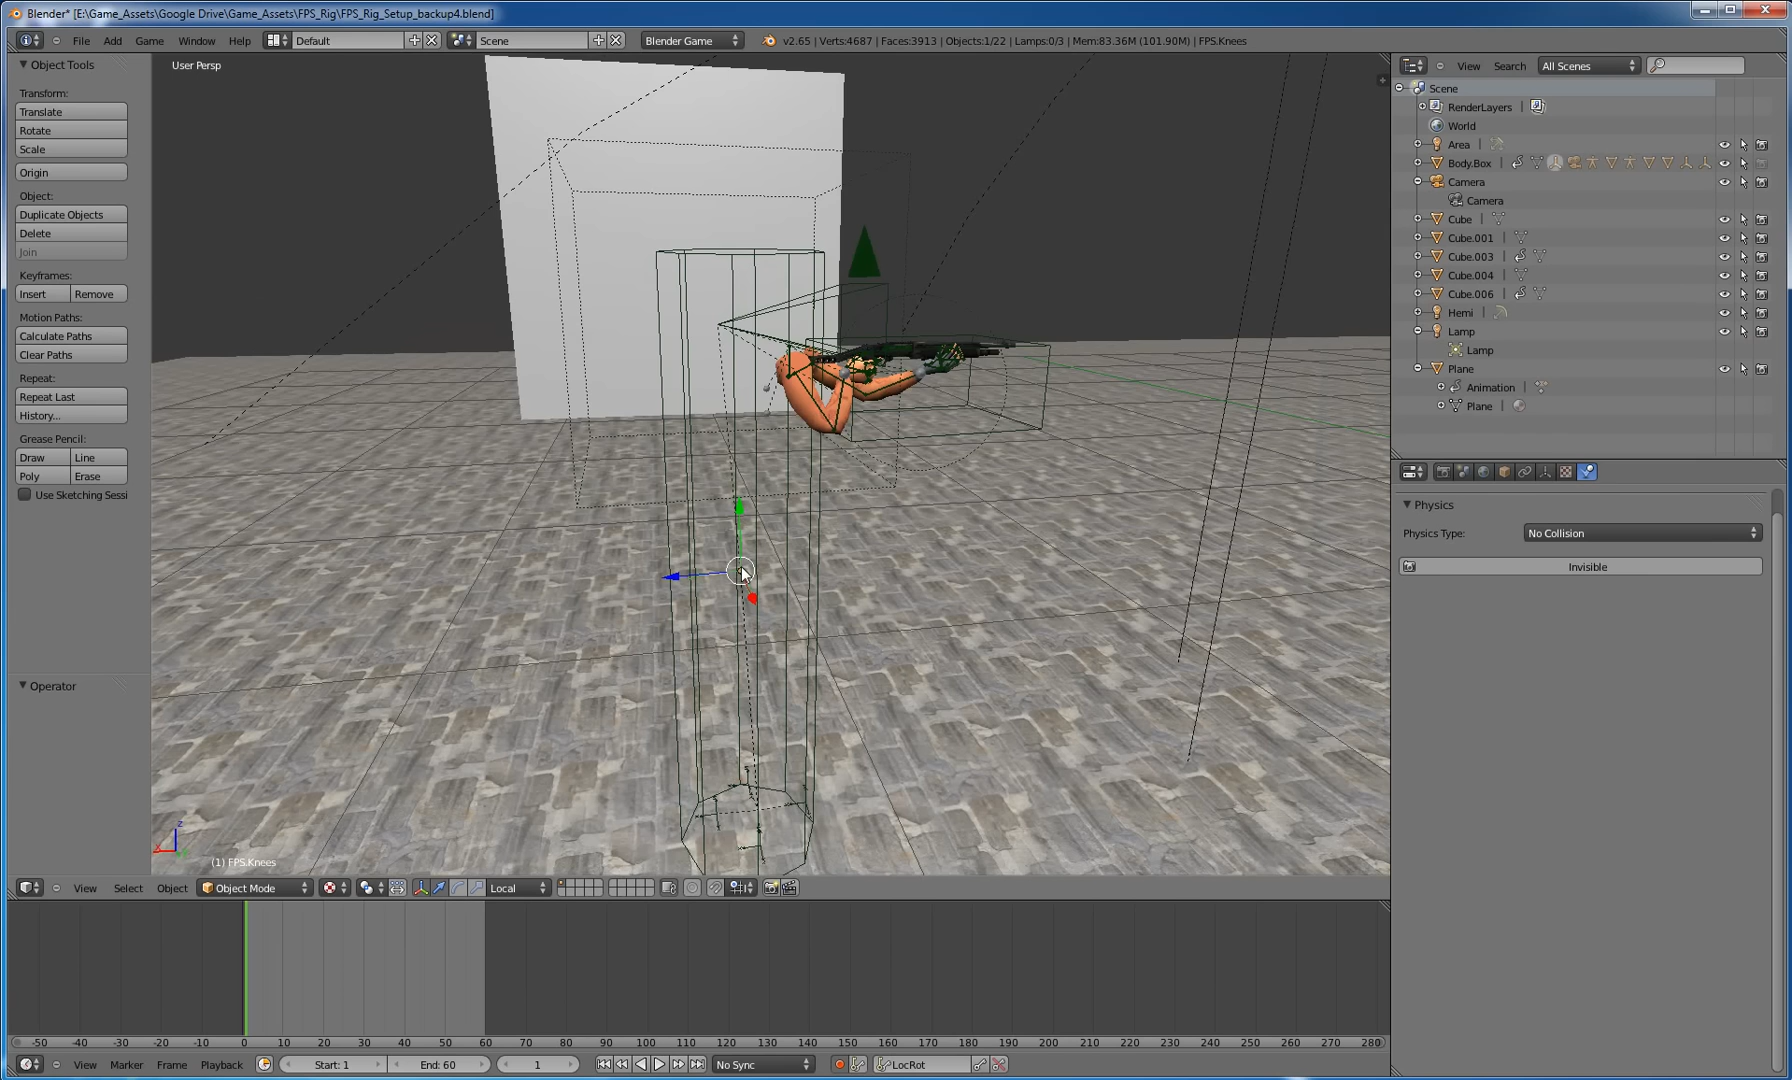 Blender* [E:\Game_Assets\Google Drive\Game_Assets\FPS_Rig\FPS_Rig_Setup_backup4.blend]
File Add Game Window Help Default Scene Blender Game v2.65 | Verts:4687 | Faces:3913 | Objects:1/22 | Lamps:0/3 | Mem:83.36M (101.90M) | FPS.Knees
Object Tools
Transform:
Translate
Rotate
Scale
Origin
Object:
Duplicate Objects
Delete
Join
Keyframes:
Insert Remove
Motion Paths:
Calculate Paths
Clear Paths
Repeat:
Repeat Last
History...
Grease Pencil:
Draw Line
Poly Erase
Use Sketching Sessi
Operator
User Persp
z
x
(1) FPS.Knees
View Search All Scenes
Scene
RenderLayers |
World
Area |
Body.Box |
Camera
Camera
Cube |
Cube.001 |
Cube.003 |
Cube.004 |
Cube.006 |
Hemi |
Lamp
Lamp
Plane
Animation |
Plane |
Physics
Physics Type: No Collision
Invisible
View Select Object Object Mode Local
-50 -40 -30 -20 -10 0 10 20 30 40 50 60 70 80 90 100 110 120 130 140 150 160 170 180 190 200 210 220 230 240 250 260 270 280
View Marker Frame Playback Start: 1 End: 60 1 No Sync LocRot